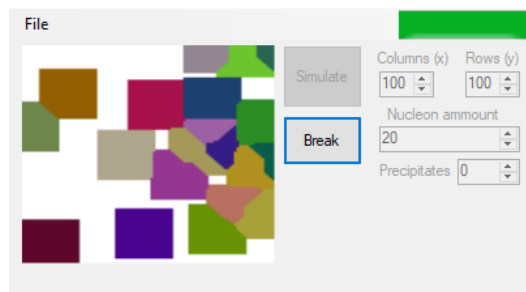 File
Simulate
Break
Columns (x) Rows (y)
100 100
Nucleon ammount
20
Precipitates 0